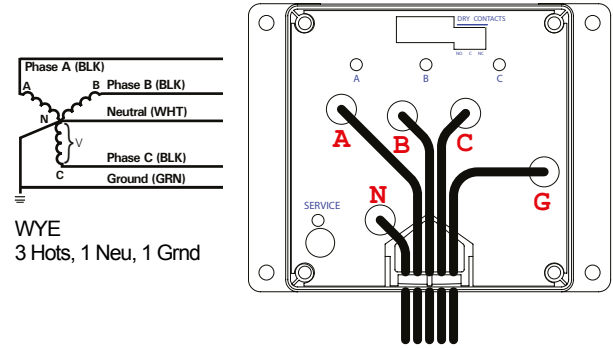 Phase A (BLK)
A
B Phase B (BLK)
N
Neutral (WHT)
V
C
Phase C (BLK)
Ground (GRN)
WYE
3 Hots, 1 Neu, 1 Grnd
DRY CONTACTS
NO C NC
A B C
A
B
C
N
G
SERVICE